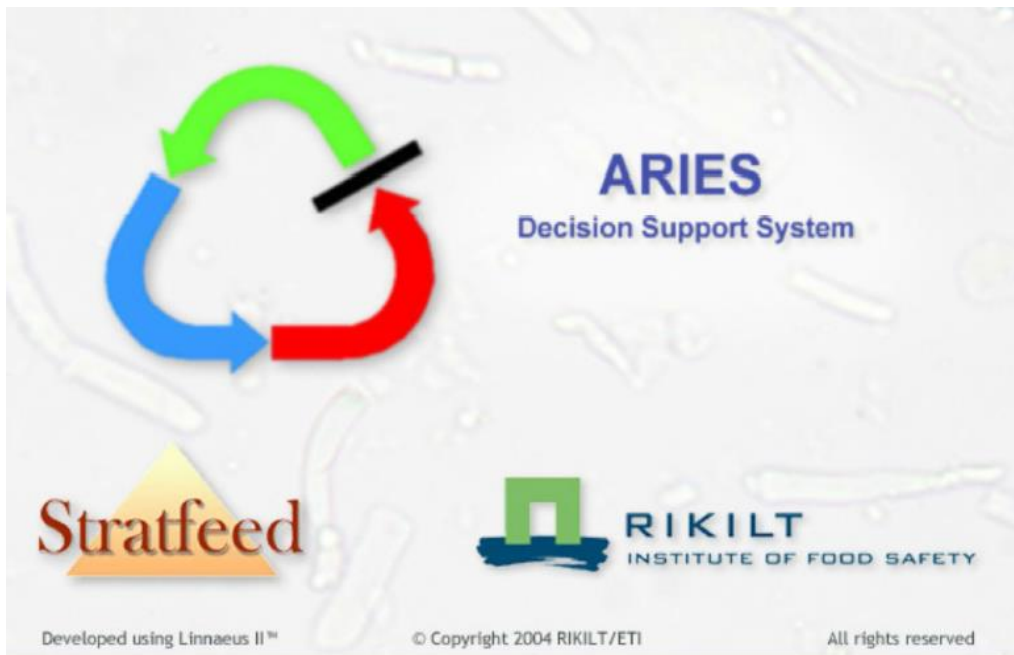 ARIES
Decision Support System
Stratfeed
RIKILT
INSTITUTE OF FOOD SAFETY
Developed using Linnaeus II™
© Copyright 2004 RIKILT/ETI
All rights reserved